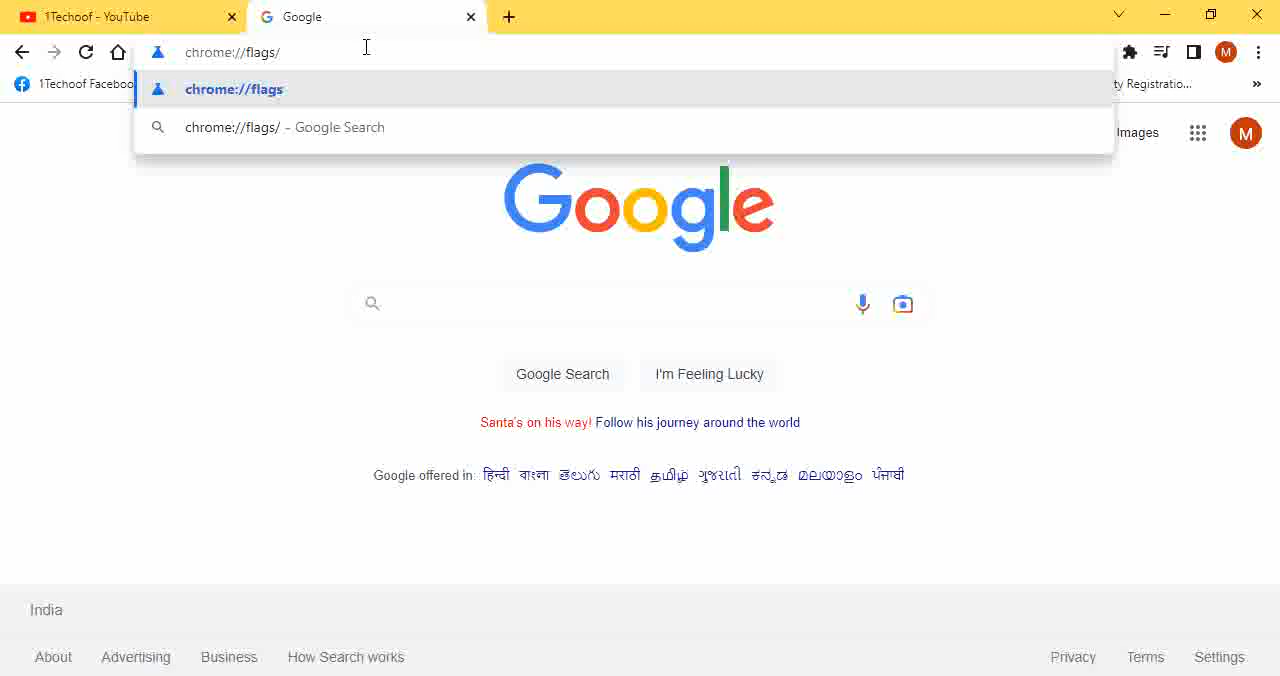 1Techoof - YouTube
Google
chrome://flags/
1Techoof Faceboo
chrome://flags
ty Registratio...
chrome://flags/ - Google Search
Images
M
M
Google
Google Search
I'm Feeling Lucky
Santa's on his way! Follow his journey around the world
Google offered in: हिन्दी বাংলা తెలుగు मराठी தமிழ் ગુજરાતી ಕನ್ನಡ മലയാളം ਪੰਜਾਬੀ
India
About
Advertising
Business
How Search works
Privacy
Terms
Settings